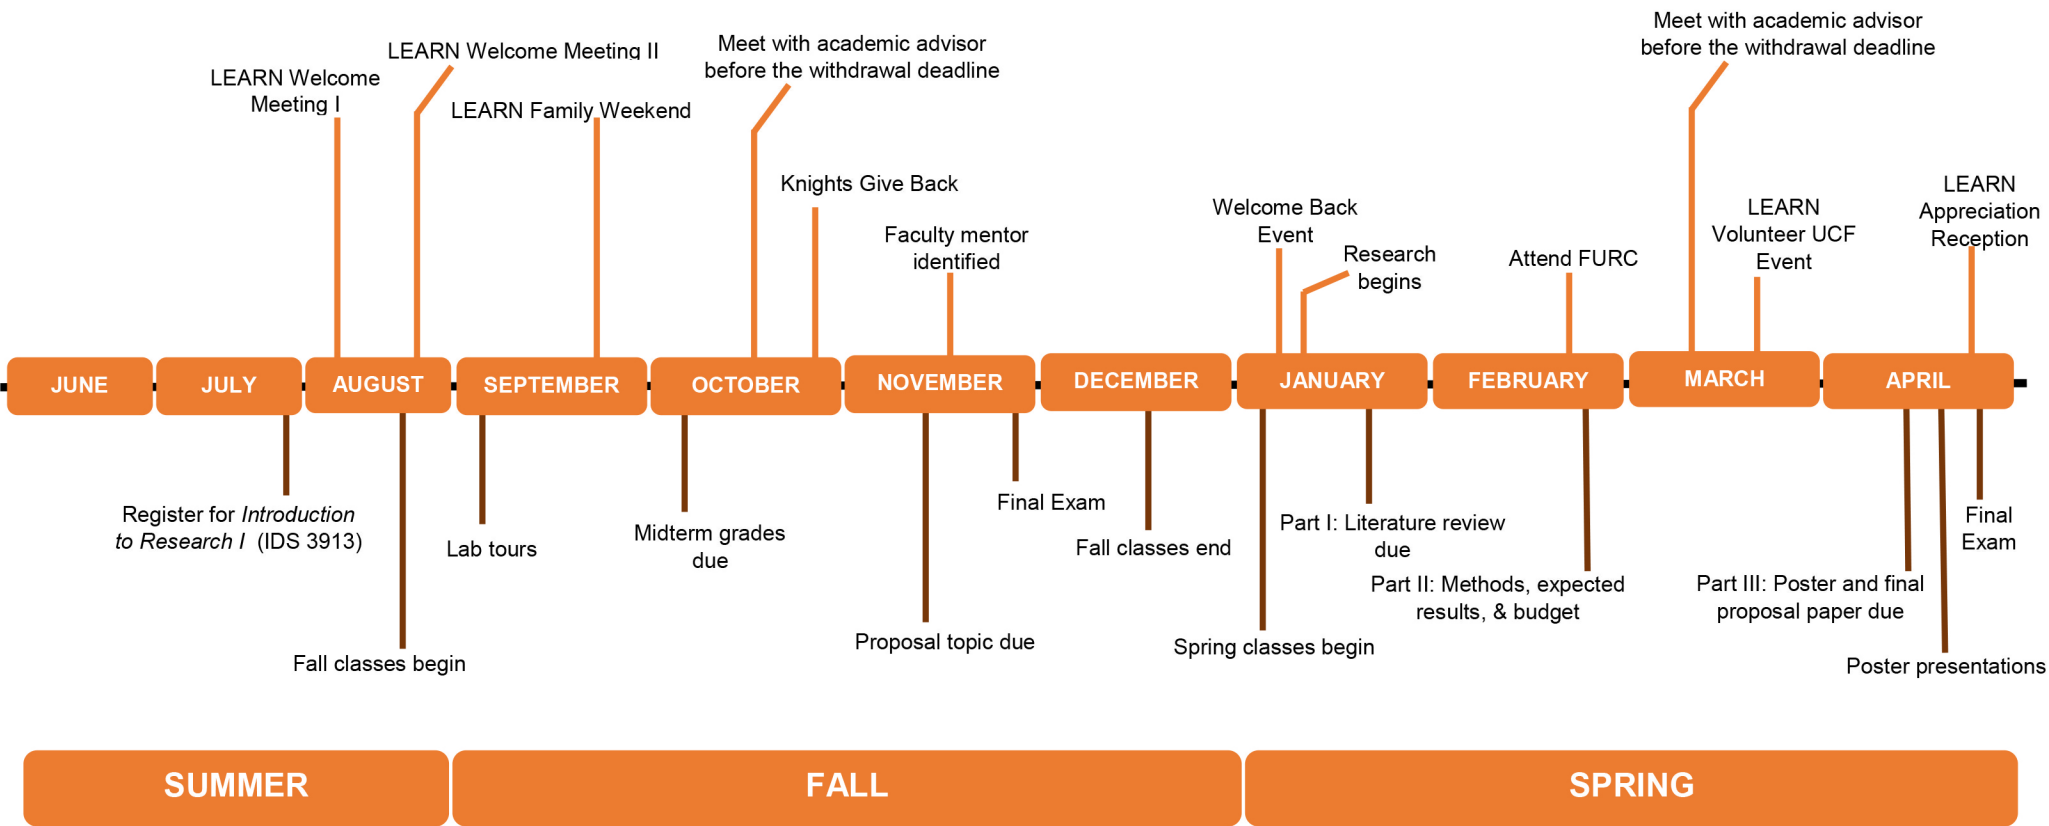 LEARN Welcome
Meeting I
LEARN Welcome Meeting II
LEARN Family Weekend
Meet with academic advisor
before the withdrawal deadline
Knights Give Back
Faculty mentor
identified
Welcome Back
Event
Research
begins
Attend FURC
Meet with academic advisor
before the withdrawal deadline
LEARN
Volunteer UCF
Event
LEARN
Appreciation
Reception
JUNE
JULY
AUGUST
SEPTEMBER
OCTOBER
NOVEMBER
DECEMBER
JANUARY
FEBRUARY
MARCH
APRIL
Register for Introduction
to Research I (IDS 3913)
Fall classes begin
Lab tours
Midterm grades
due
Proposal topic due
Final Exam
Fall classes end
Spring classes begin
Part I: Literature review
due
Part II: Methods, expected
results, & budget
Part III: Poster and final
proposal paper due
Poster presentations
Final
Exam
SUMMER
FALL
SPRING